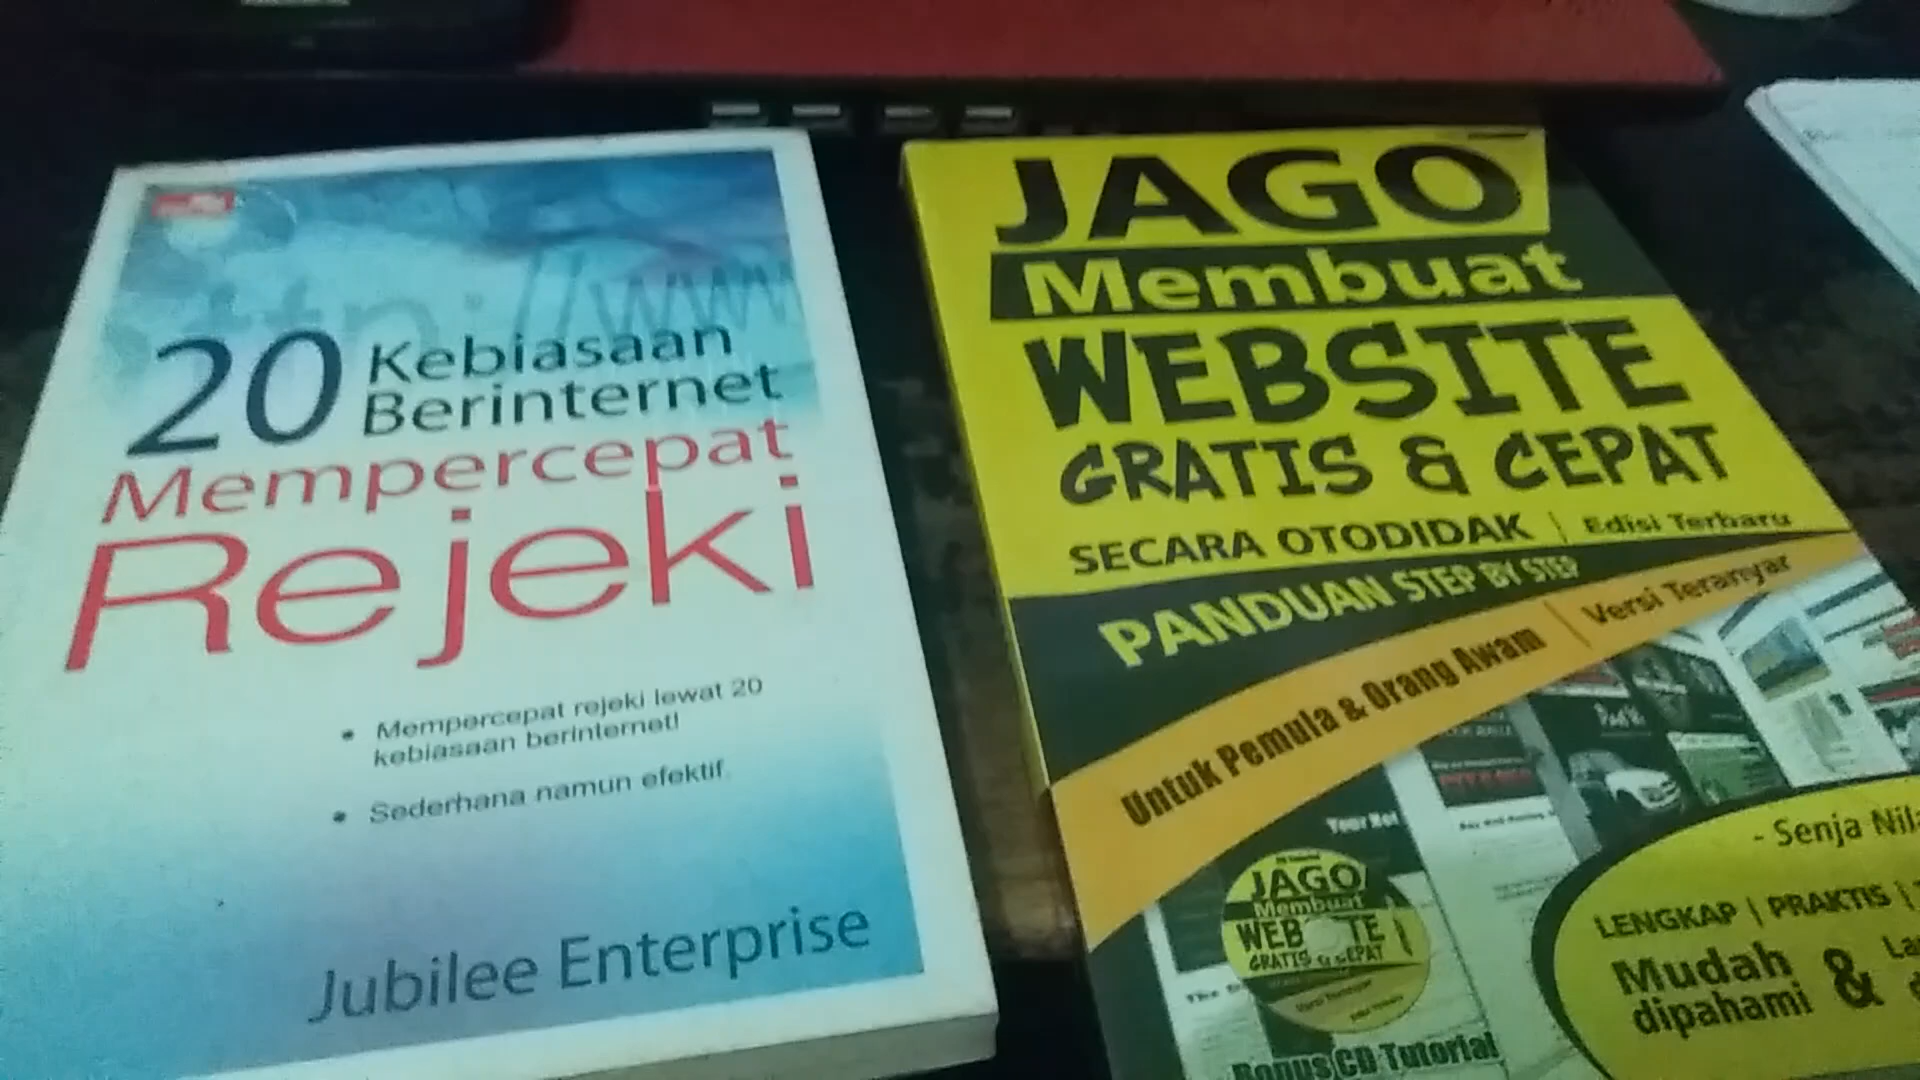 20 Kebiasaan
Berinternet
Mempercepat
Rejeki
• Mempercepat rejeki lewat 20
kebiasaan berinternet!
• Sederhana namun efektif.
Jubilee Enterprise
JAGO
Membuat
WEBSITE
GRATIS & CEPAT
SECARA OTODIDAK | Edisi Terbaru
PANDUAN STEP BY STEP
Untuk Pemula & Orang Awam | Versi Teranyar
- Senja
LENGKAP | PRAKTIS |
Mudah
dipahami &
JAGO
Membuat
GRATIS & CEPAT
Bonus CD Tutorial